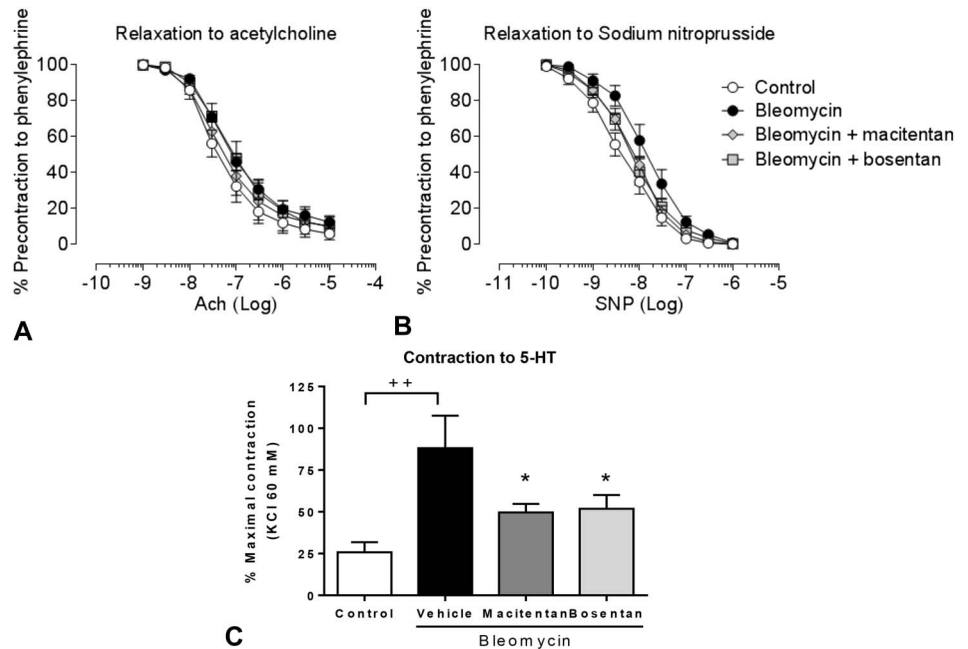 Relaxation to acetylcholine
% Precontraction to phenylephrine
100
80
60
40
20
0
-10 -9 -8 -7 -6 -5 -4
Ach (Log)
A
Relaxation to Sodium nitroprusside
% Precontraction to phenylephrine
100
80
60
40
20
0
-11 -10 -9 -8 -7 -6 -5
SNP (Log)
B
Control
Bleomycin
Bleomycin + macitentan
Bleomycin + bosentan
Contraction to 5-HT
% Maximal contraction
(KCl 60 mM)
125
100
75
50
25
0
++
* *
Control Vehicle Macitentan Bosentan
Bleomycin
C